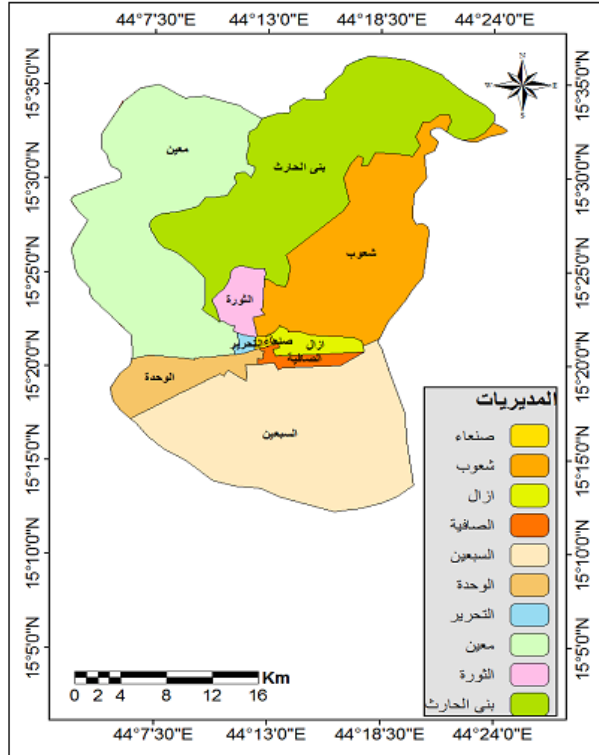 44°7'30"E 44°13'0"E 44°18'30"E 44°24'0"E
15°35'0"N 15°30'0"N 15°25'0"N 15°20'0"N 15°15'0"N 15°10'0"N 15°5'0"N
N
W E
S
معين
بنى الحارث
شعوب
الثورة
التحرير
صنعاء
ازال
الصافية
الوحدة
السبعين
المديريات
صنعاء
شعوب
ازال
الصافية
السبعين
الوحدة
التحرير
معين
الثورة
بنى الحارث
Km
0 2 4 8 12 16
15°35'0"N 15°30'0"N 15°25'0"N 15°20'0"N 15°15'0"N 15°10'0"N 15°5'0"N
44°7'30"E 44°13'0"E 44°18'30"E 44°24'0"E